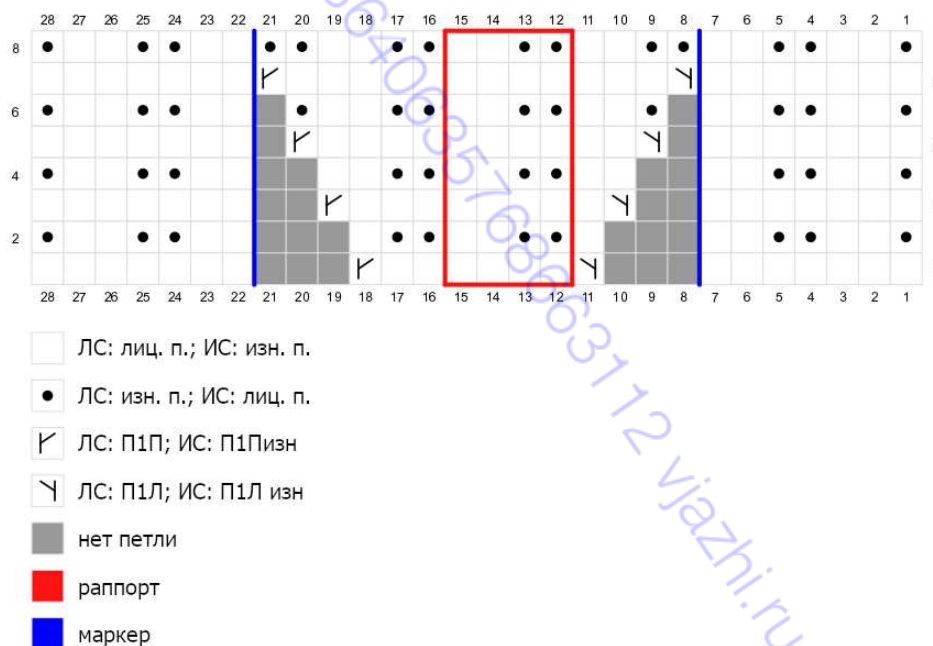 28 27 26 25 24 23 22 21 20 19 18 17 16 15 14 13 12 11 10 9 8 7 6 5 4 3 2 1
8
6
4
2
28 27 26 25 24 23 22 21 20 19 18 17 16 15 14 13 12 11 10 9 8 7 6 5 4 3 2 1
ЛС: лиц. п.; ИС: изн. п.
ЛС: изн. п.; ИС: лиц. п.
ЛС: П1П; ИС: П1Пизн
ЛС: П1Л; ИС: П1Л изн
нет петли
раппорт
маркер
vjazhi.ru